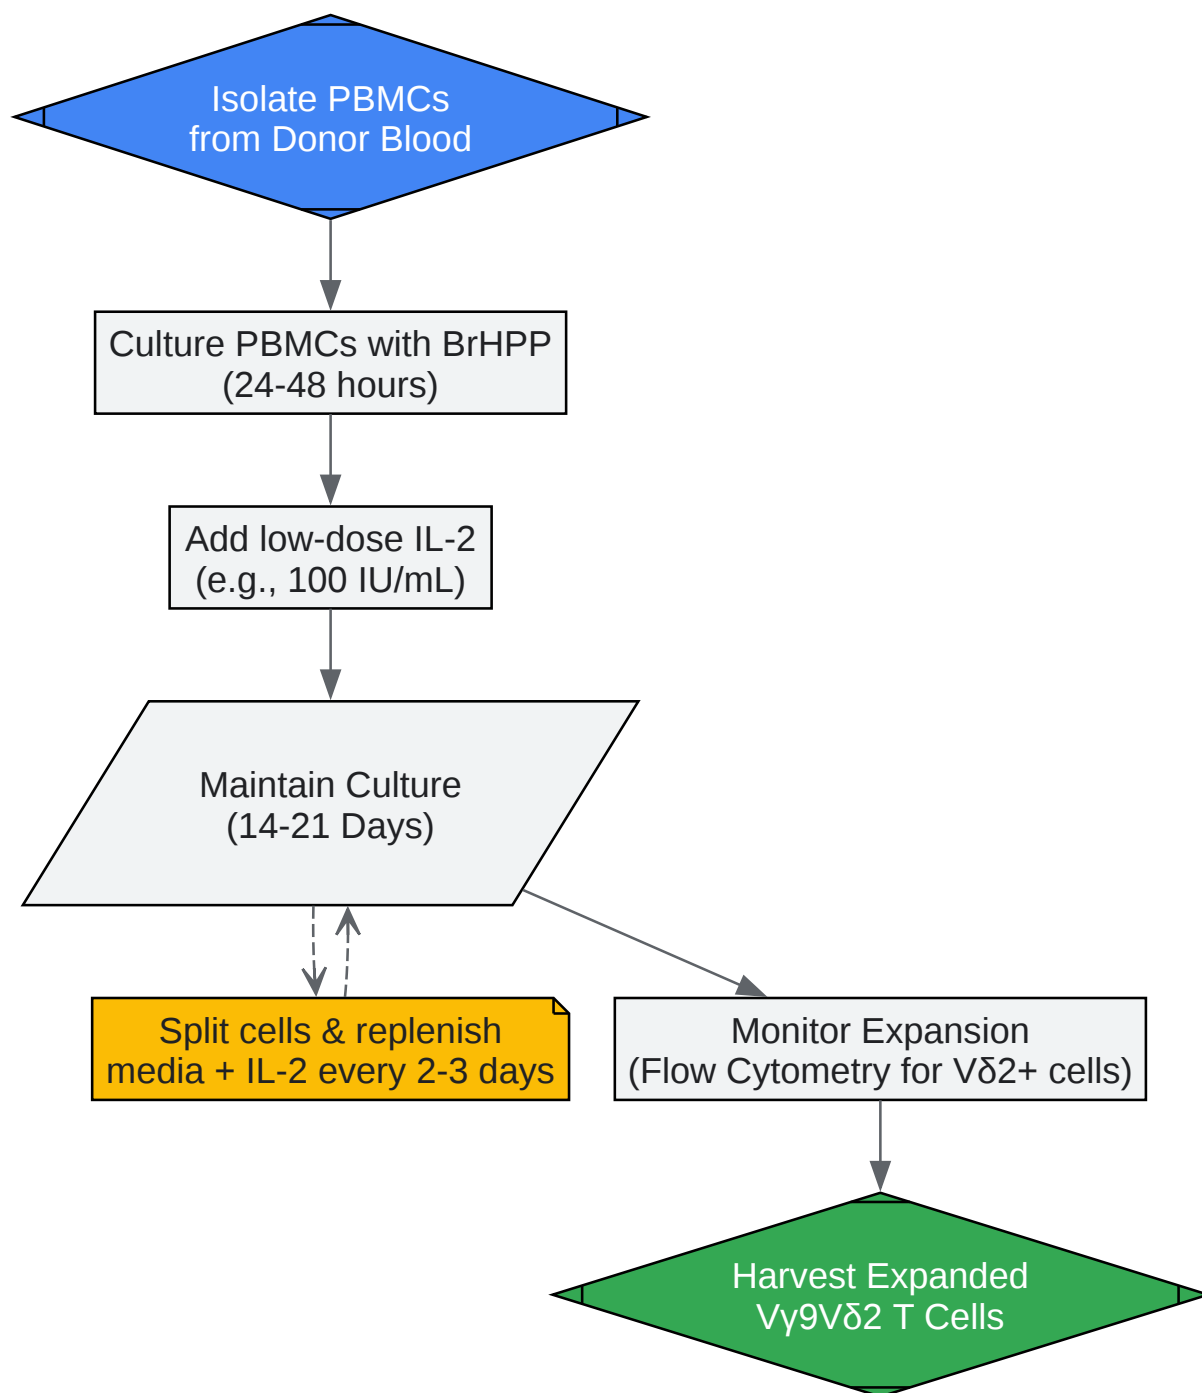 Isolate PBMCs
from Donor Blood
Culture PBMCs with BrHPP
(24-48 hours)
Add low-dose IL-2
(e.g., 100 IU/mL)
Maintain Culture
(14-21 Days)
Split cells & replenish
media + IL-2 every 2-3 days
Monitor Expansion
(Flow Cytometry for Vδ2+ cells)
Harvest Expanded
Vγ9Vδ2 T Cells